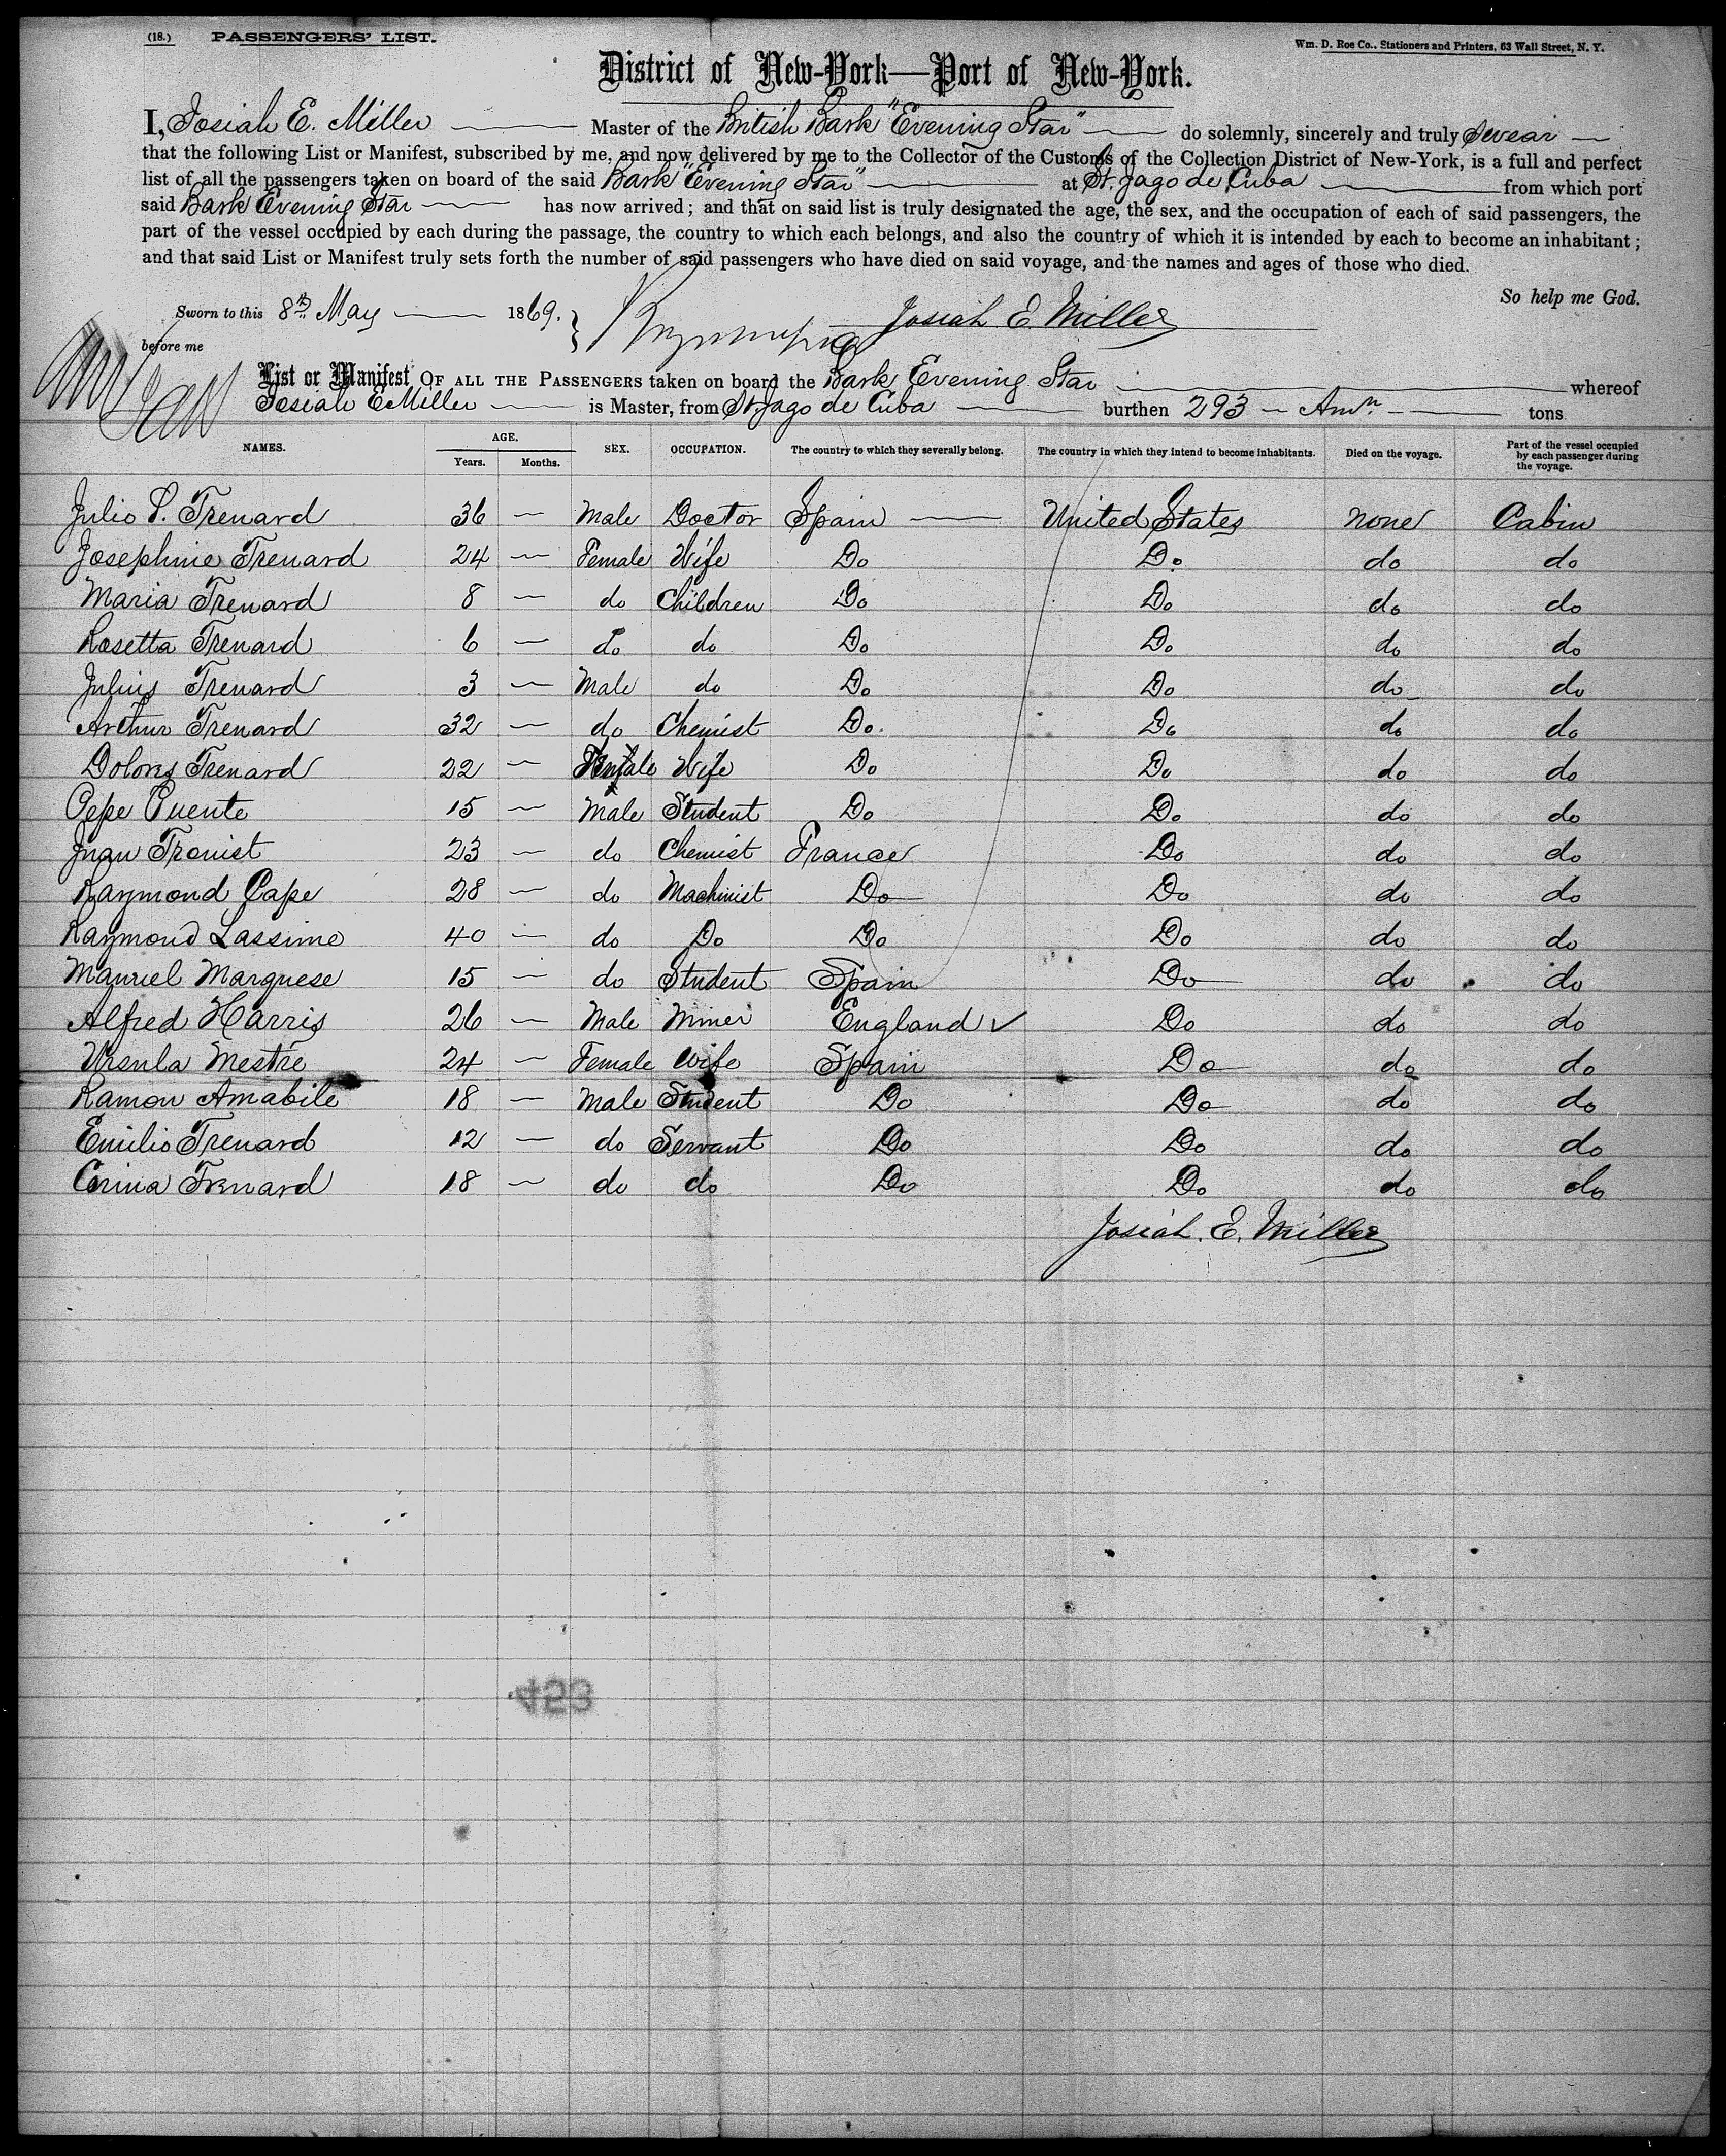 (18.) PASSENGERS' LIST. Wm. D. Roe Co., Stationers and Printers, 63 Wall Street, N. Y.
District of New-York—Port of New-York.
I, Josiah E. Miller Master of the British Bark "Evening Star" do solemnly, sincerely and truly swear
that the following List or Manifest, subscribed by me, and now delivered by me to the Collector of the Customs of the Collection District of New-York, is a full and perfect
list of all the passengers taken on board of the said Bark "Evening Star" at St. Jago de Cuba from which port
said Bark Evening Star has now arrived; and that on said list is truly designated the age, the sex, and the occupation of each of said passengers, the
part of the vessel occupied by each during the passage, the country to which each belongs, and also the country of which it is intended by each to become an inhabitant;
and that said List or Manifest truly sets forth the number of said passengers who have died on said voyage, and the names and ages of those who died.
So help me God.
Sworn to this 8th May 1869. Josiah E. Miller
before me
List or Manifest OF ALL THE PASSENGERS taken on board the Bark Evening Star whereof
Josiah E Miller is Master, from St. Jago de Cuba burthen 293 Amn tons.
NAMES. AGE. Years. Months. SEX. OCCUPATION. The country to which they severally belong. The country in which they intend to become inhabitants. Died on the voyage. Part of the vessel occupied by each passenger during the voyage.
Julio S. Trenard 36 — Male Doctor Spain — United States none Cabin
Josephine Trenard 24 — Female Wife Do Do do do
Maria Trenard 8 — do Children Do Do do do
Rosetta Trenard 6 — do do Do Do do do
Julius Trenard 3 — Male do Do Do do do
Arthur Trenard 32 — do Chemist Do. Do do do
Dolores Trenard 22 — Female Wife Do Do do do
Pepe Puente 15 — Male Student Do Do do do
Juan Tronist 23 — do Chemist France Do do do
Raymond Cape 28 — do Machinist Do Do do do
Raymond Lassime 40 — do Do Do Do do do
Manuel Marquese 15 — do Student Spain Do do do
Alfred Harris 26 — Male Miner England ✓ Do do do
Ursula Mestre 24 — Female Wife Spain Do do do
Ramon Amabile 18 — Male Student Do Do do do
Emilio Trenard 12 — do Servant Do Do do do
Corina Trenard 18 — do do Do Do do do
Josiah. E. Miller
453